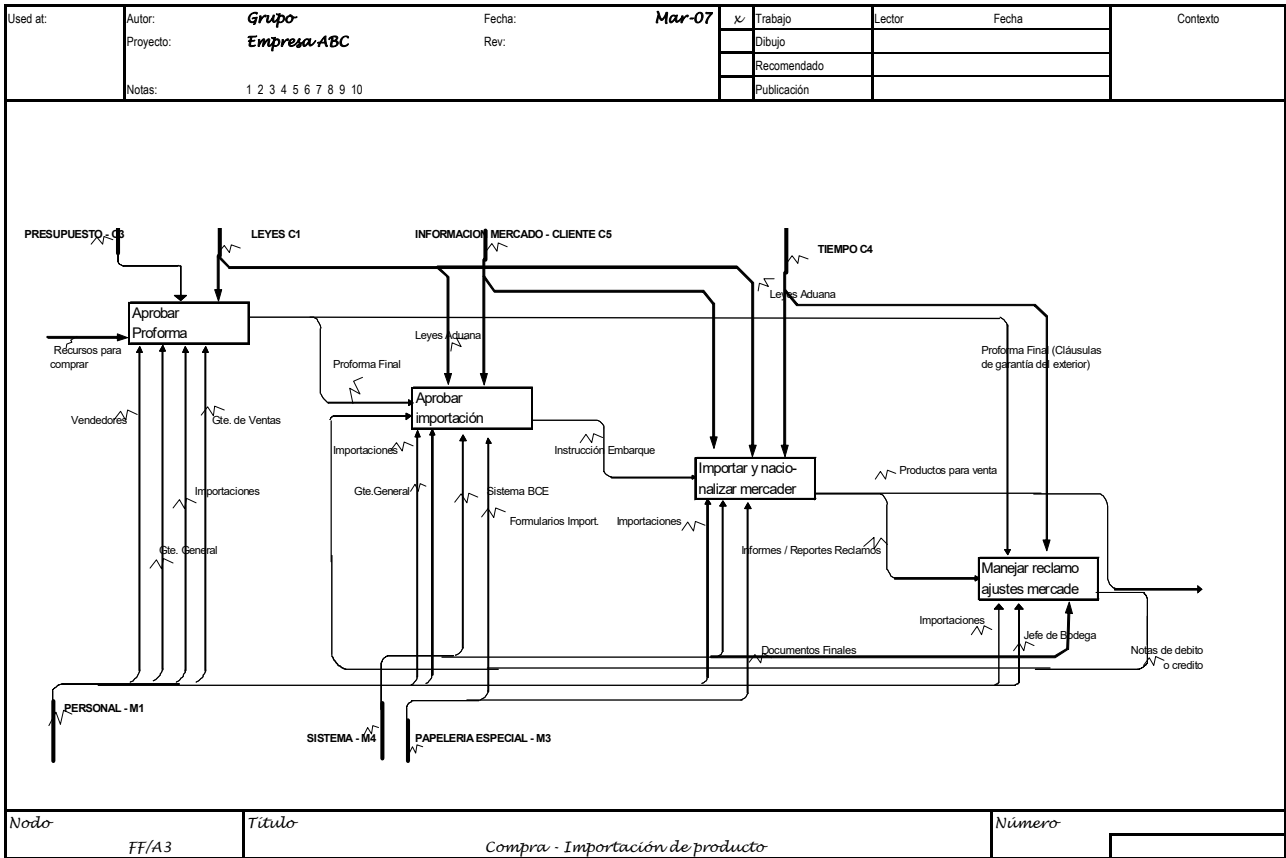 Used at:
Autor: Grupo Fecha: Mar-07 x Trabajo Lector Fecha Contexto
Proyecto: Empresa ABC Rev: Dibujo
Recomendado
Notas: 1 2 3 4 5 6 7 8 9 10 Publicación
PRESUPUESTO - C3
LEYES C1
INFORMACION MERCADO - CLIENTE C5
TIEMPO C4
Leyes Aduana
Aprobar
Proforma
Recursos para
comprar
Leyes Aduana
Proforma Final
Proforma Final (Cláusulas
de garantía del exterior)
Aprobar
importación
Vendedores
Gte. de Ventas
Importaciones
Instrucción Embarque
Importar y nacio-
nalizar mercader
Productos para venta
Importaciones
Gte.General
Sistema BCE
Formularios Import.
Importaciones
Gte. General
Informes / Reportes Reclamos
Manejar reclamo
ajustes mercade
Importaciones
Jefe de Bodega
Documentos Finales
Notas de debito
o credito
PERSONAL - M1
SISTEMA - M4
PAPELERIA ESPECIAL - M3
Nodo Título Número
FF/A3 Compra - Importación de producto